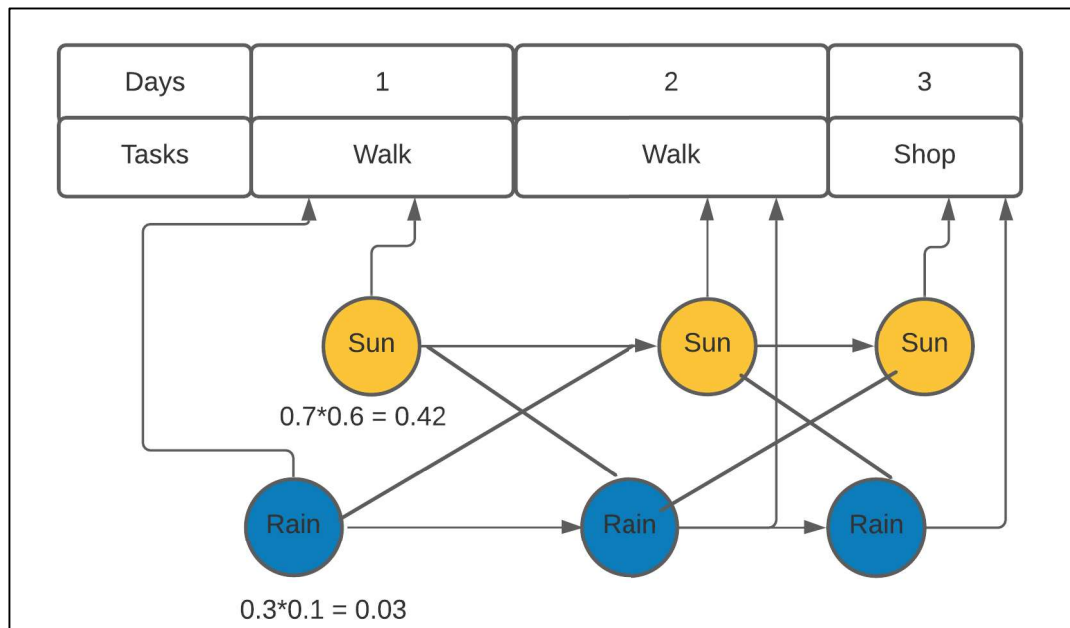 Days 1 2 3
Tasks Walk Walk Shop
Sun Sun Sun
0.7*0.6 = 0.42
Rain Rain Rain
0.3*0.1 = 0.03